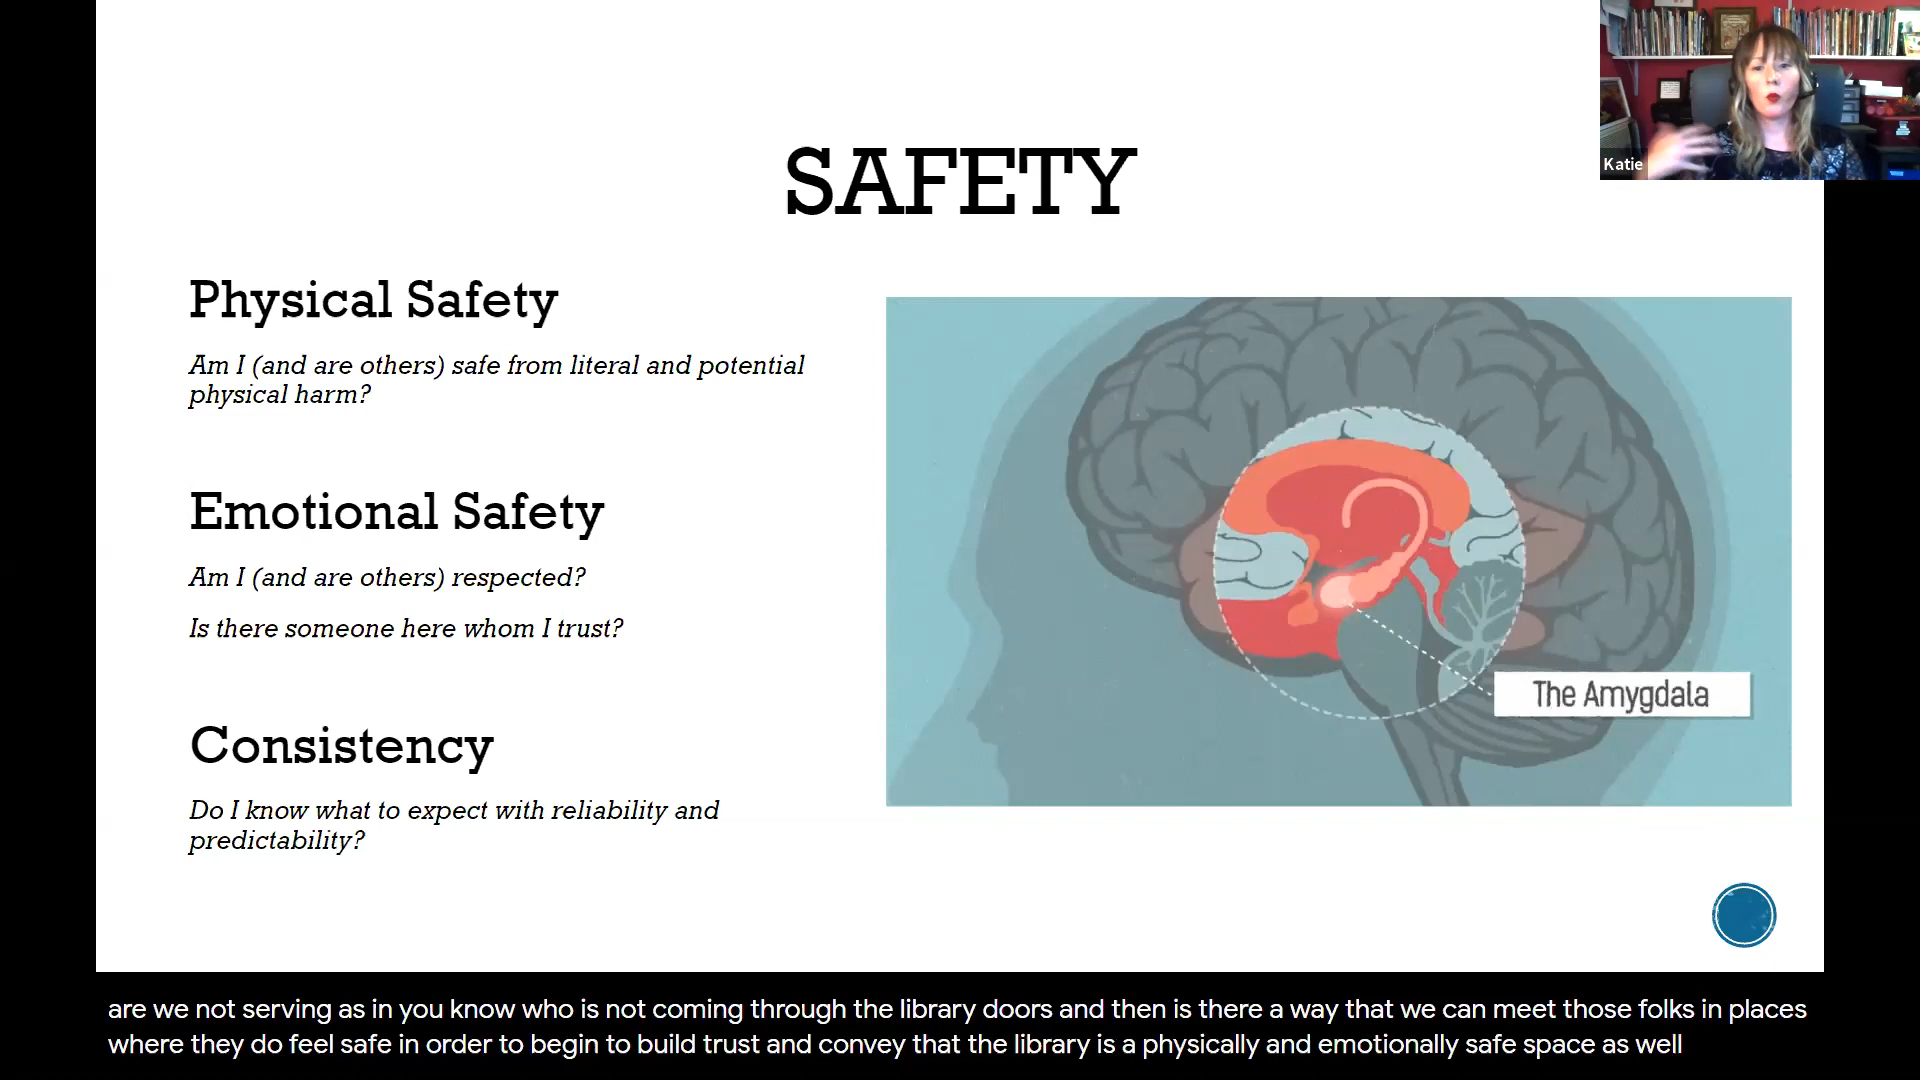 SAFETY
Physical Safety
Am I (and are others) safe from literal and potential
physical harm?
Emotional Safety
Am I (and are others) respected?
Is there someone here whom I trust?
Consistency
Do I know what to expect with reliability and
predictability?
The Amygdala
Katie
are we not serving as in you know who is not coming through the library doors and then is there a way that we can meet those folks in places
where they do feel safe in order to begin to build trust and convey that the library is a physically and emotionally safe space as well